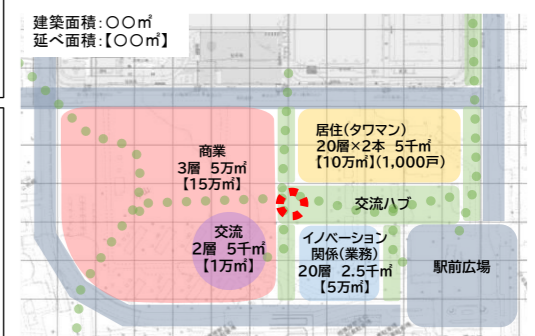 建築面積:〇〇㎡
延べ面積:【〇〇㎡】
商業
3層 5万㎡
【15万㎡】
居住(タワマン)
20層×2本 5千㎡
【10万㎡】(1,000戸)
交流ハブ
交流
2層 5千㎡
【1万㎡】
イノベーション
関係(業務)
20層 2.5千㎡
【5万㎡】
駅前広場